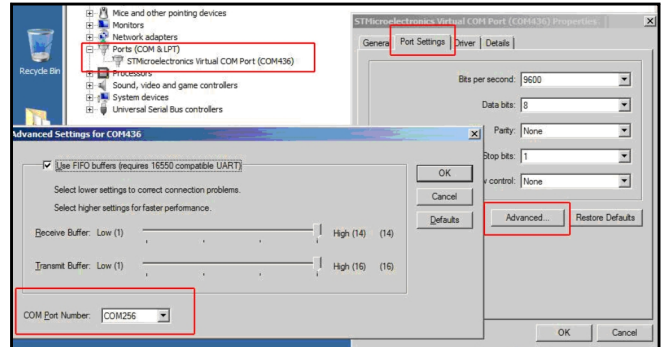 Mice and other pointing devices
Monitors
Network adapters
Ports (COM & LPT)
STMicroelectronics Virtual COM Port (COM436)
Processors
Sound, video and game controllers
System devices
Universal Serial Bus controllers
Recycle Bin
STMicroelectronics Virtual COM Port (COM436) Properties
General Port Settings Driver Details
Bits per second: 9600
Data bits: 8
Parity: None
Stop bits: 1
control: None
Advanced... Restore Defaults
OK Cancel
Advanced Settings for COM436
Use FIFO buffers (requires 16550 compatible UART)
Select lower settings to correct connection problems.
Select higher settings for faster performance.
Receive Buffer: Low (1) High (14) (14)
Transmit Buffer: Low (1) High (16) (16)
COM Port Number: COM256
OK
Cancel
Defaults